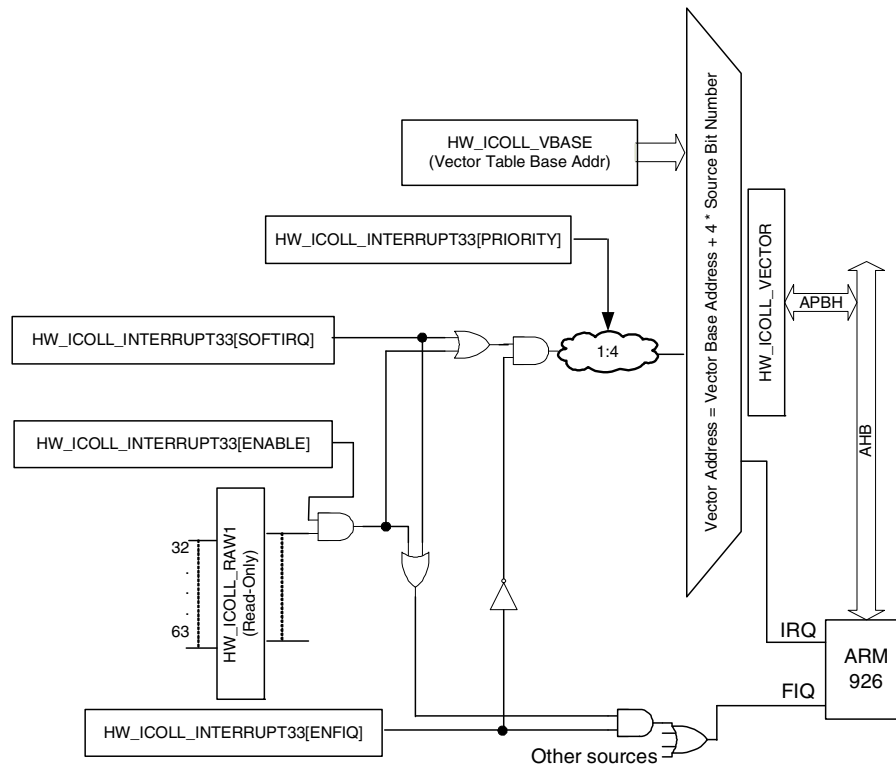 HW_ICOLL_VBASE
(Vector Table Base Addr)
Vector Address = Vector Base Address + 4 * Source Bit Number
HW_ICOLL_INTERRUPT33[PRIORITY]
HW_ICOLL_VECTOR
APBH
HW_ICOLL_INTERRUPT33[SOFTIRQ]
1:4
HW_ICOLL_INTERRUPT33[ENABLE]
AHB
HW_ICOLL_RAW1
(Read-Only)
32
.
.
.
63
IRQ
ARM
926
FIQ
HW_ICOLL_INTERRUPT33[ENFIQ]
Other sources